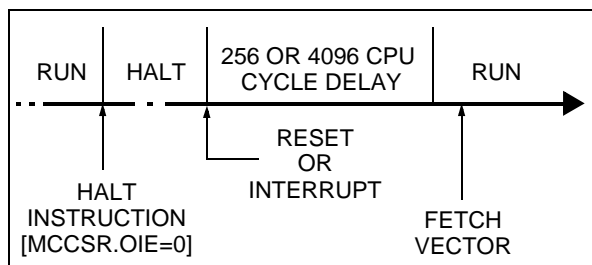 RUN
HALT
256 OR 4096 CPU
CYCLE DELAY
RUN
RESET
OR
INTERRUPT
HALT
INSTRUCTION
[MCCSR.OIE=0]
FETCH
VECTOR